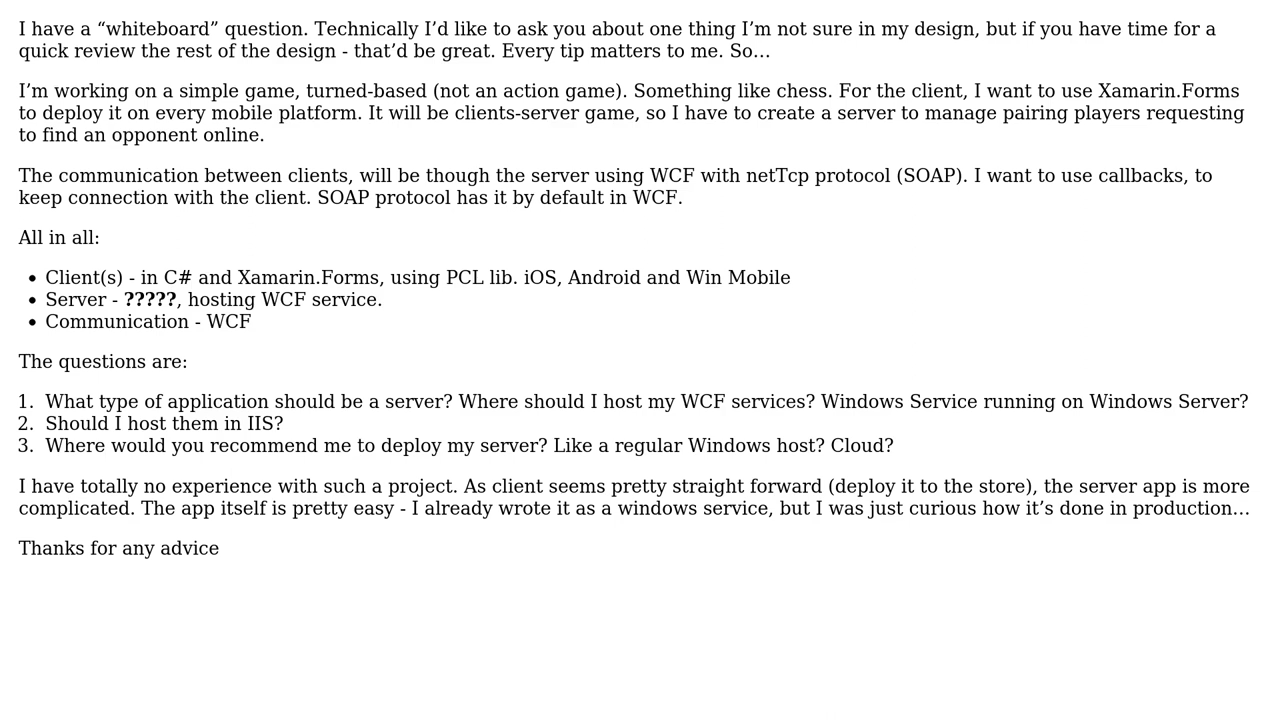 I have a “whiteboard” question. Technically I’d like to ask you about one thing I’m not sure in my design, but if you have time for a
quick review the rest of the design - that’d be great. Every tip matters to me. So…
I’m working on a simple game, turned-based (not an action game). Something like chess. For the client, I want to use Xamarin.Forms
to deploy it on every mobile platform. It will be clients-server game, so I have to create a server to manage pairing players requesting
to find an opponent online.
The communication between clients, will be though the server using WCF with netTcp protocol (SOAP). I want to use callbacks, to
keep connection with the client. SOAP protocol has it by default in WCF.
All in all:
• Client(s) - in C# and Xamarin.Forms, using PCL lib. iOS, Android and Win Mobile
• Server - ?????, hosting WCF service.
• Communication - WCF
The questions are:
1. What type of application should be a server? Where should I host my WCF services? Windows Service running on Windows Server?
2. Should I host them in IIS?
3. Where would you recommend me to deploy my server? Like a regular Windows host? Cloud?
I have totally no experience with such a project. As client seems pretty straight forward (deploy it to the store), the server app is more
complicated. The app itself is pretty easy - I already wrote it as a windows service, but I was just curious how it’s done in production…
Thanks for any advice